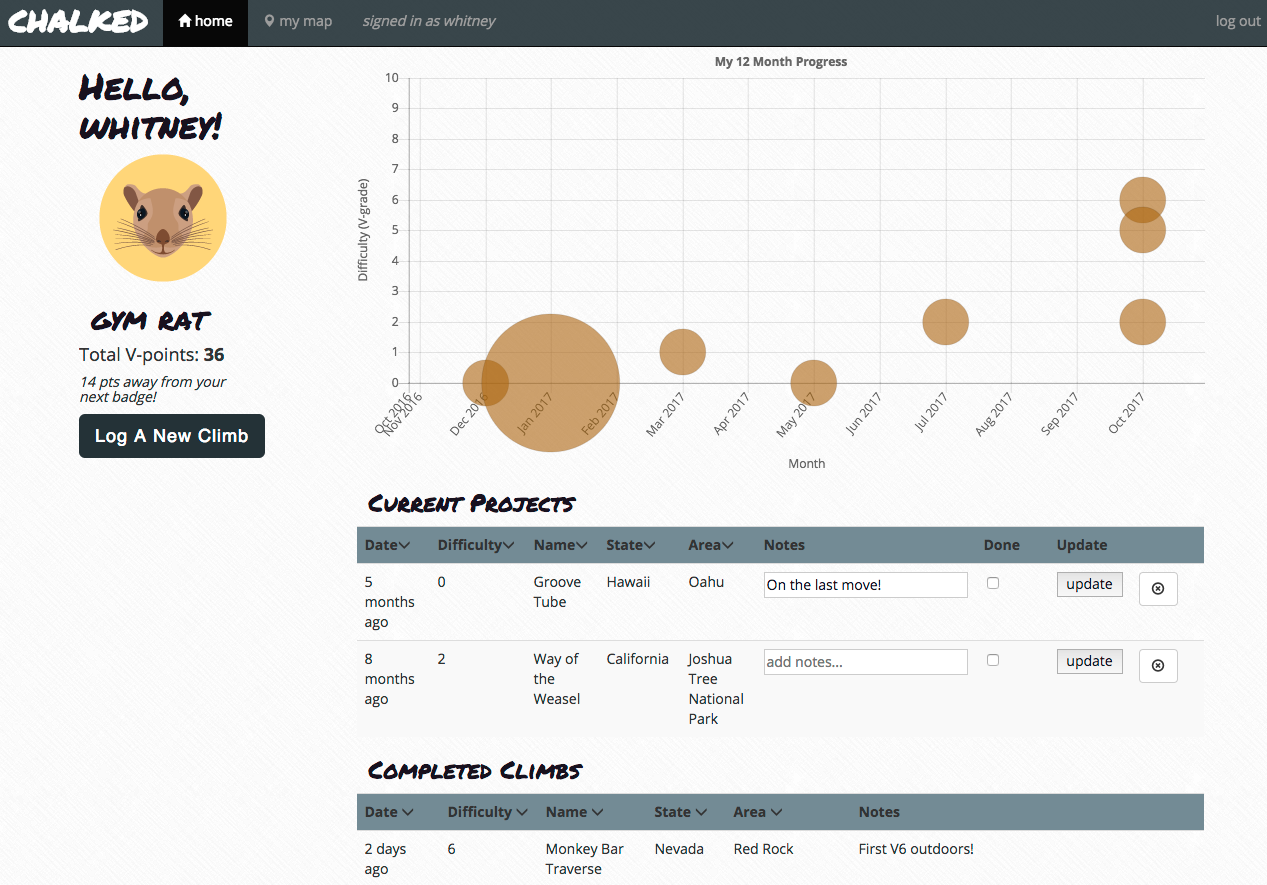 CHALKED home my map signed in as whitney log out
HELLO,
WHITNEY!
GYM RAT
Total V-points: 36
14 pts away from your
next badge!
Log A New Climb
My 12 Month Progress
10
9
8
7
6
5
4
3
2
1
0
Difficulty (V-grade)
Oct 2016 Nov 2016 Dec 2016 Jan 2017 Feb 2017 Mar 2017 Apr 2017 May 2017 Jun 2017 Jul 2017 Aug 2017 Sep 2017 Oct 2017
Month
CURRENT PROJECTS
Date Difficulty Name State Area Notes Done Update
5 0 Groove Hawaii Oahu On the last move! update
months Tube
ago
8 2 Way of California Joshua add notes... update
months the Tree
ago Weasel National
Park
COMPLETED CLIMBS
Date Difficulty Name State Area Notes
2 days 6 Monkey Bar Nevada Red Rock First V6 outdoors!
ago Traverse